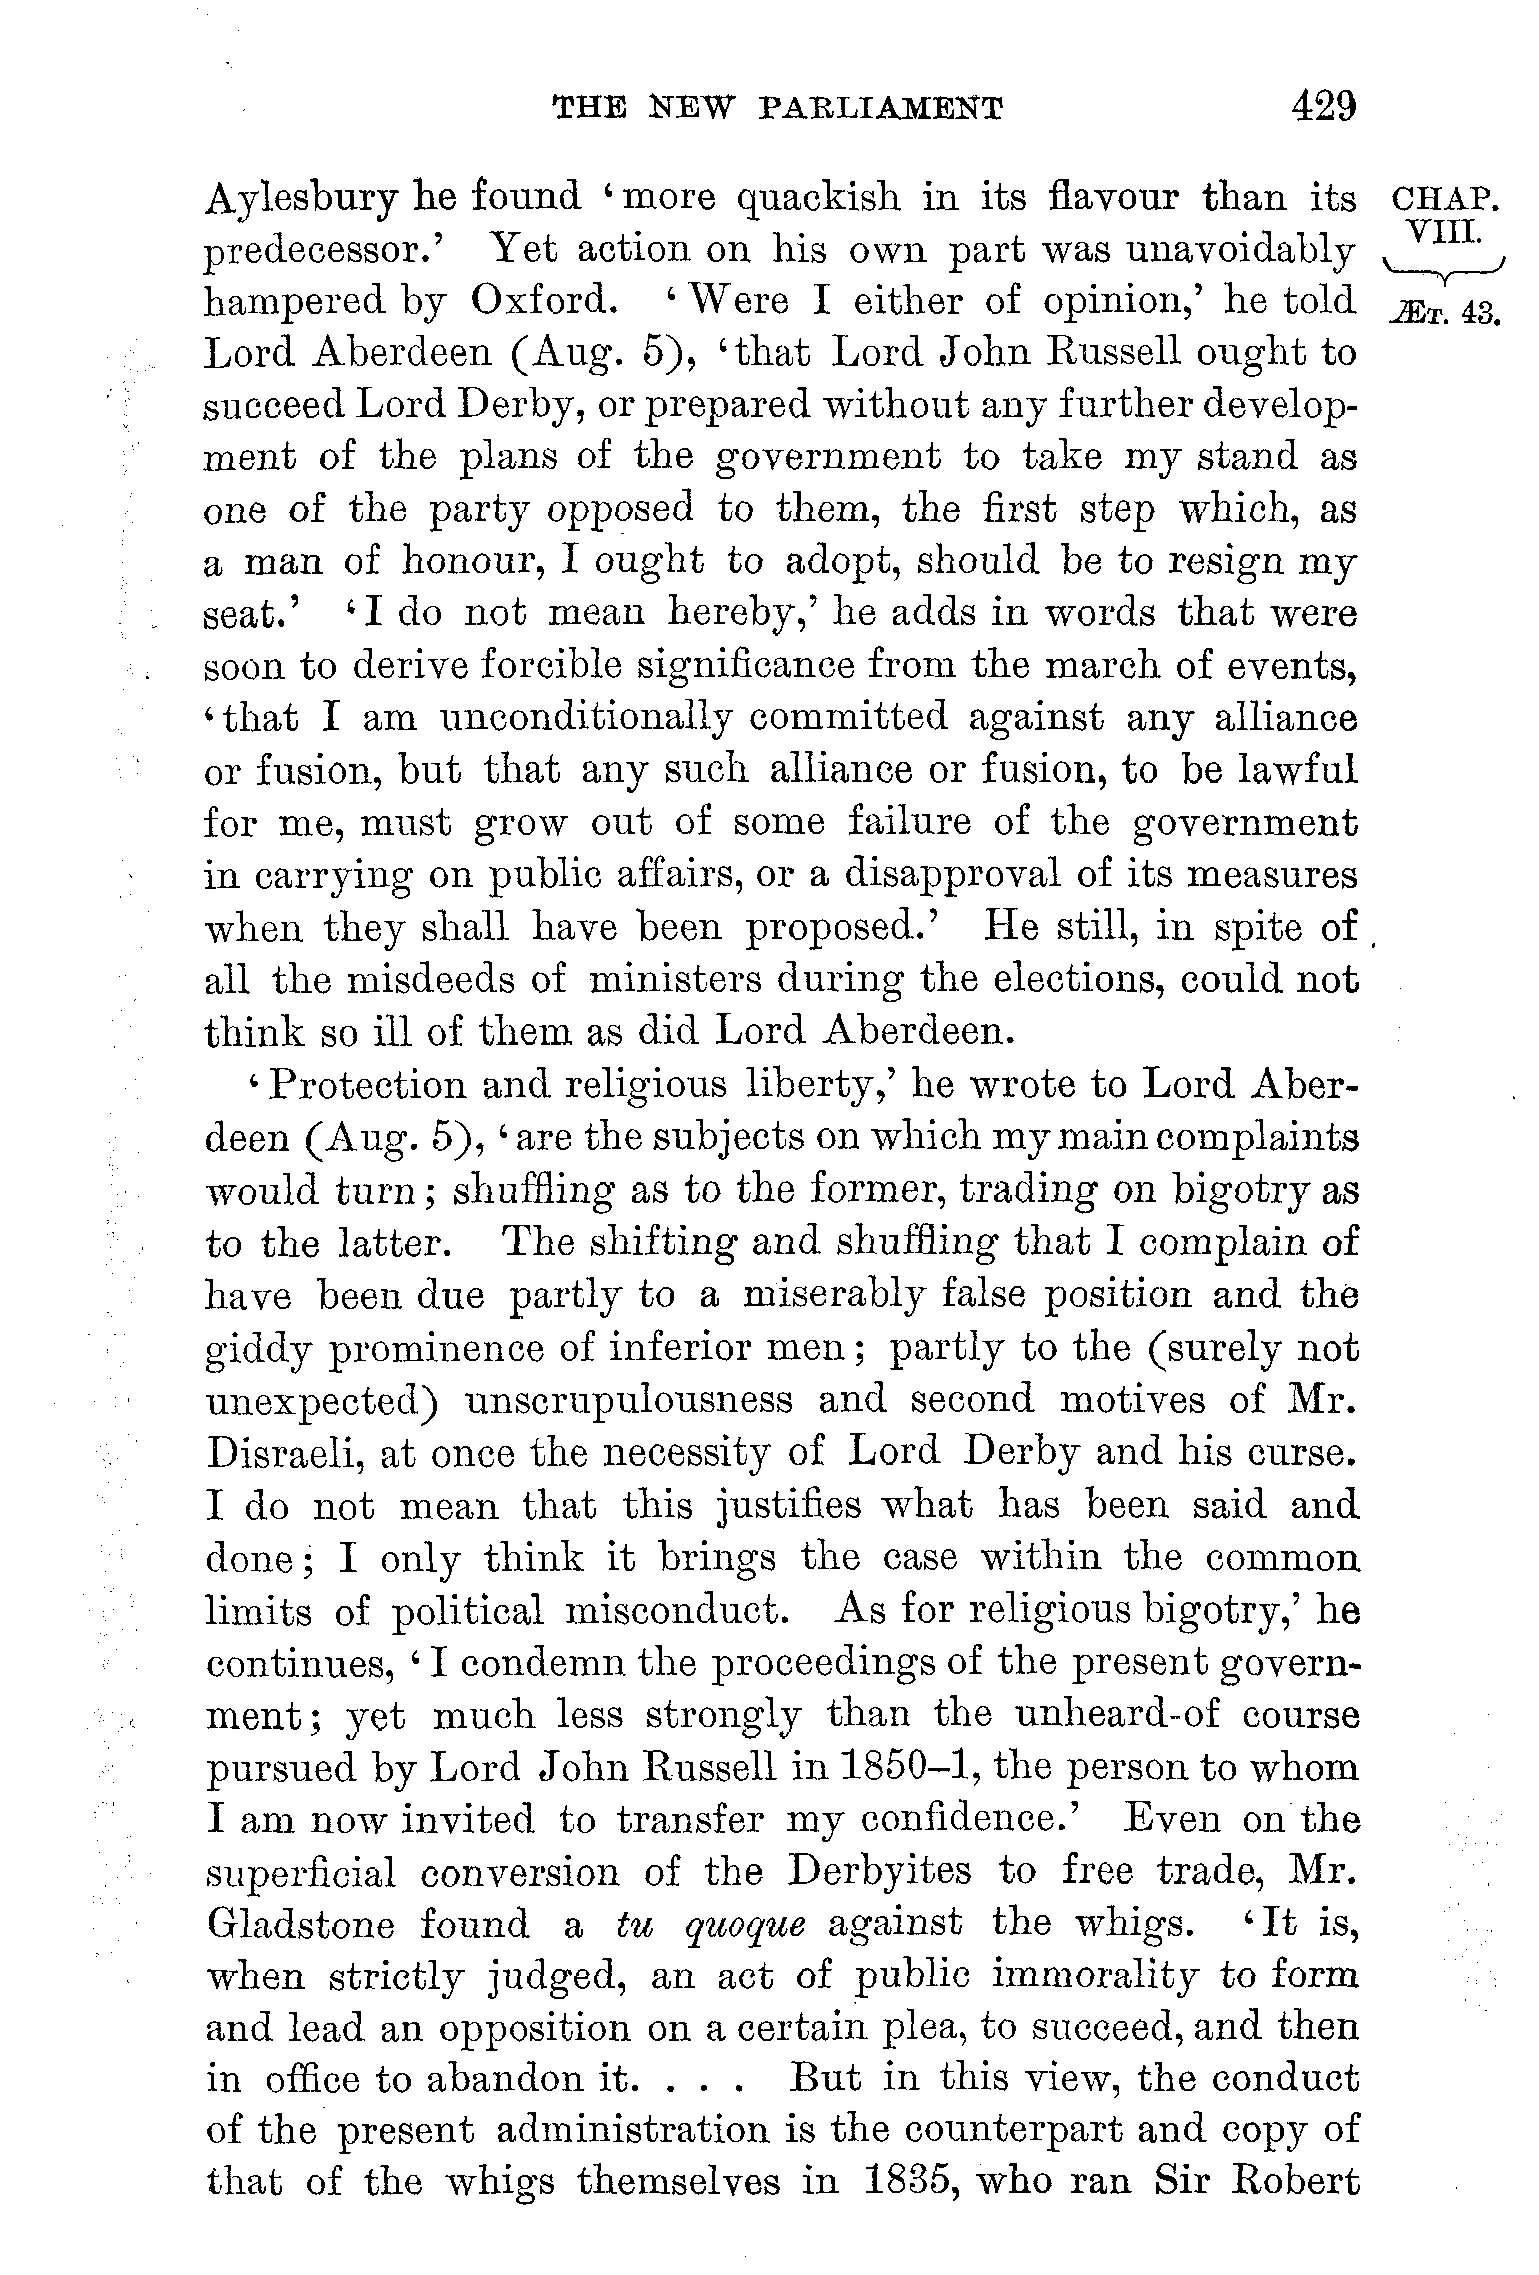 THE NEW PARLIAMENT 429
Aylesbury he found ‘more quackish in its flavour than its
predecessor.’ Yet action on his own part was unavoidably
hampered by Oxford. ‘Were I either of opinion,’ he told
Lord Aberdeen (Aug. 5), ‘that Lord John Russell ought to
succeed Lord Derby, or prepared without any further develop-
ment of the plans of the government to take my stand as
one of the party opposed to them, the first step which, as
a man of honour, I ought to adopt, should be to resign my
seat.’ ‘I do not mean hereby,’ he adds in words that were
soon to derive forcible significance from the march of events,
‘that I am unconditionally committed against any alliance
or fusion, but that any such alliance or fusion, to be lawful
for me, must grow out of some failure of the government
in carrying on public affairs, or a disapproval of its measures
when they shall have been proposed.’ He still, in spite of
all the misdeeds of ministers during the elections, could not
think so ill of them as did Lord Aberdeen.
‘Protection and religious liberty,’ he wrote to Lord Aber-
deen (Aug. 5), ‘are the subjects on which my main complaints
would turn; shuffling as to the former, trading on bigotry as
to the latter. The shifting and shuffling that I complain of
have been due partly to a miserably false position and the
giddy prominence of inferior men; partly to the (surely not
unexpected) unscrupulousness and second motives of Mr.
Disraeli, at once the necessity of Lord Derby and his curse.
I do not mean that this justifies what has been said and
done; I only think it brings the case within the common
limits of political misconduct. As for religious bigotry,’ he
continues, ‘I condemn the proceedings of the present govern-
ment; yet much less strongly than the unheard-of course
pursued by Lord John Russell in 1850–1, the person to whom
I am now invited to transfer my confidence.’ Even on the
superficial conversion of the Derbyites to free trade, Mr.
Gladstone found a tu quoque against the whigs. ‘It is,
when strictly judged, an act of public immorality to form
and lead an opposition on a certain plea, to succeed, and then
in office to abandon it. . . . But in this view, the conduct
of the present administration is the counterpart and copy of
that of the whigs themselves in 1835, who ran Sir Robert
CHAP.
VIII.
ÆT. 43.